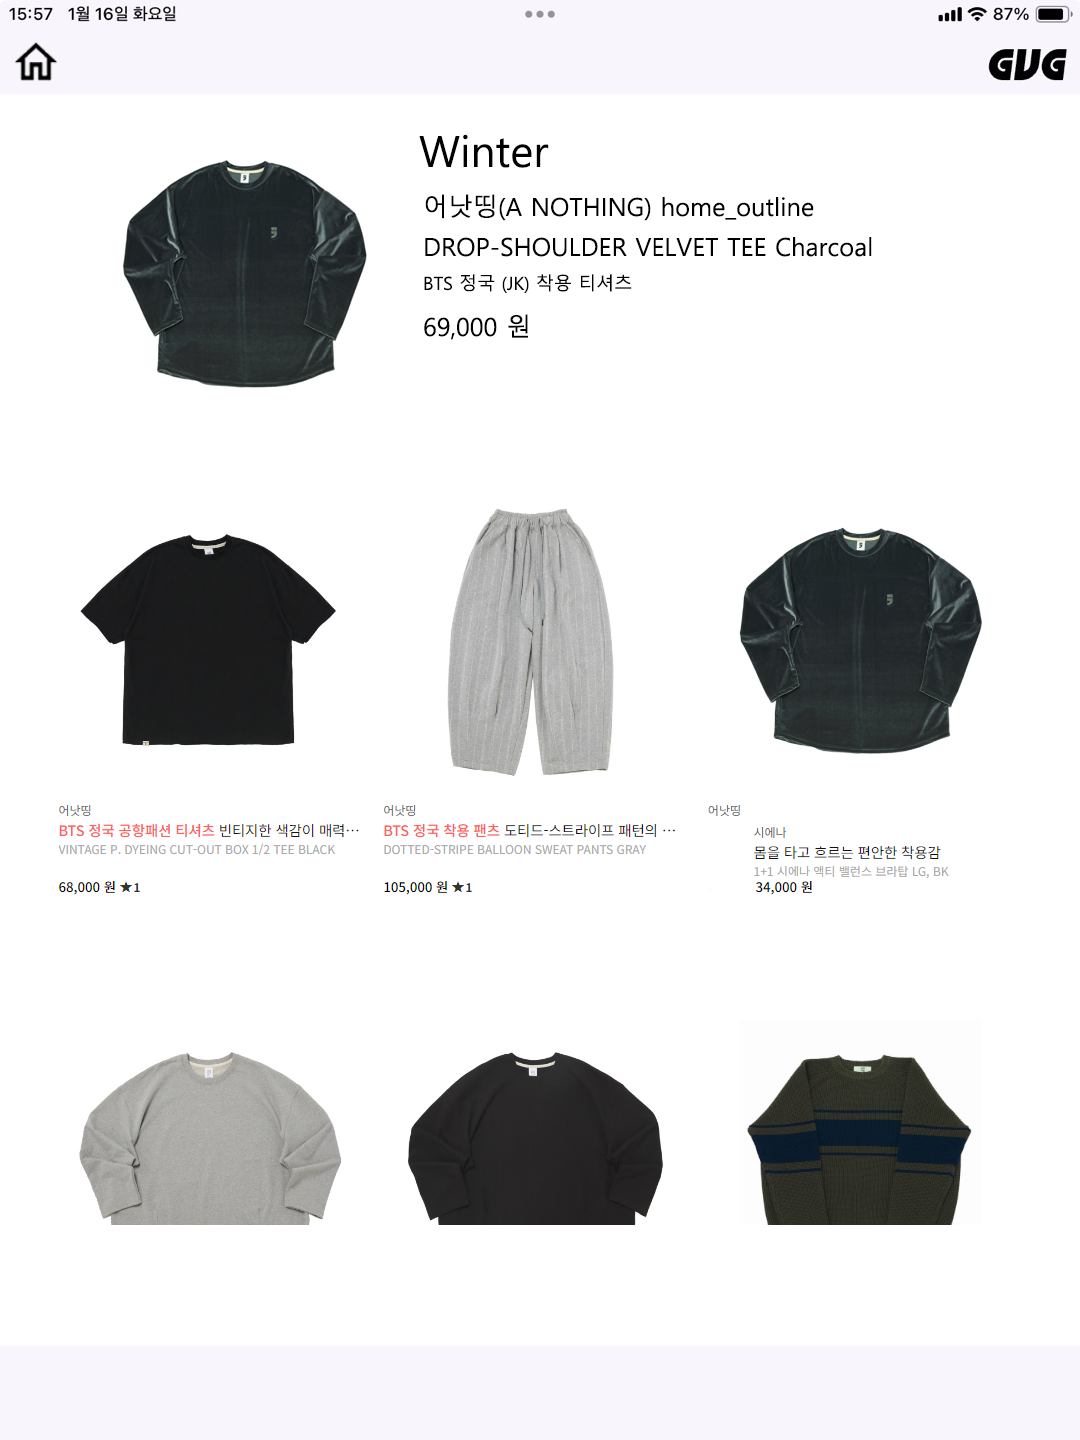 15:57 1월 16일 화요일
87%
GVG
Winter
어낫띵(A NOTHING) home_outline
DROP-SHOULDER VELVET TEE Charcoal
BTS 정국 (JK) 착용 티셔츠
69,000 원
어낫띵
BTS 정국 공항패션 티셔츠 빈티지한 색감이 매력…
VINTAGE P. DYEING CUT-OUT BOX 1/2 TEE BLACK
68,000 원 ★1
어낫띵
BTS 정국 착용 팬츠 도티드-스트라이프 패턴의 …
DOTTED-STRIPE BALLOON SWEAT PANTS GRAY
105,000 원 ★1
어낫띵
시에나
몸을 타고 흐르는 편안한 착용감
1+1 시에나 액티 밸런스 브라탑 LG, BK
34,000 원